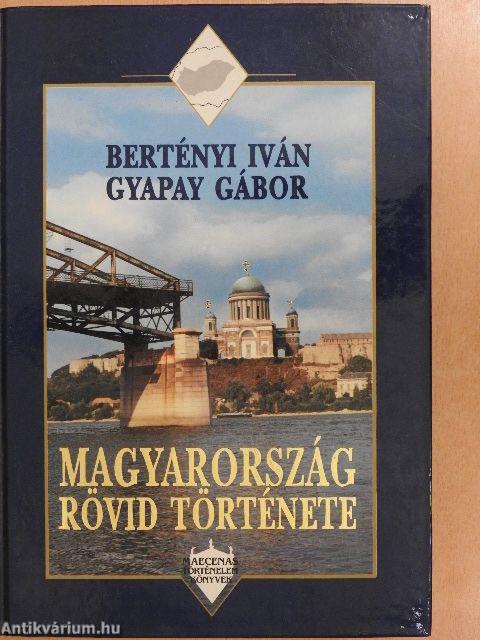 BERTÉNYI IVÁN
GYAPAY GÁBOR
MAGYARORSZÁG
RÖVID TÖRTÉNETE
MAECENAS
TÖRTÉNELEM
KÖNYVEK
Antikvárium.hu